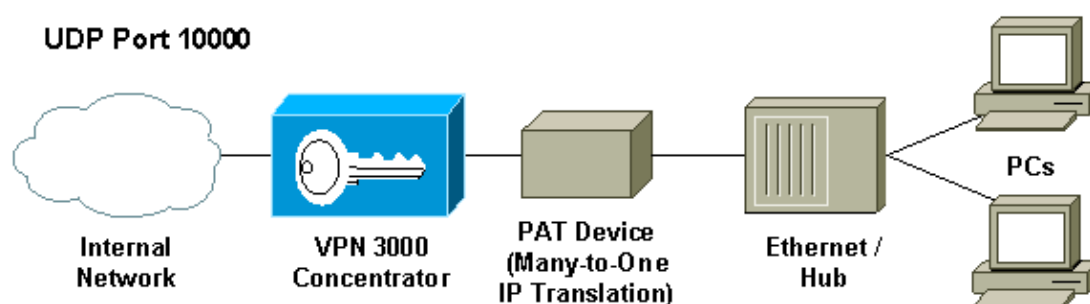 UDP Port 10000
Internal
Network
VPN 3000
Concentrator
PAT Device
(Many-to-One
IP Translation)
Ethernet /
Hub
PCs